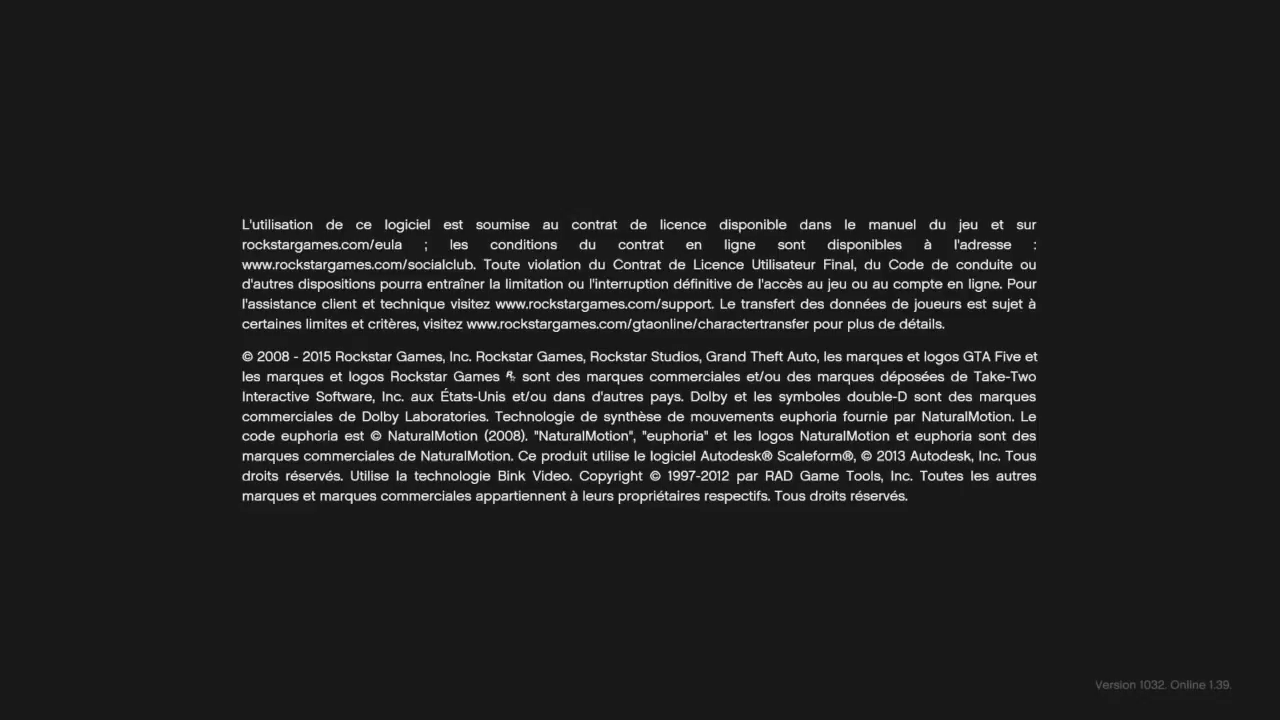 L'utilisation de ce logiciel est soumise au contrat de licence disponible dans le manuel du jeu et sur
rockstargames.com/eula ; les conditions du contrat en ligne sont disponibles à l'adresse :
www.rockstargames.com/socialclub. Toute violation du Contrat de Licence Utilisateur Final, du Code de conduite ou
d'autres dispositions pourra entraîner la limitation ou l'interruption définitive de l'accès au jeu ou au compte en ligne. Pour
l'assistance client et technique visitez www.rockstargames.com/support. Le transfert des données de joueurs est sujet à
certaines limites et critères, visitez www.rockstargames.com/gtaonline/charactertransfer pour plus de détails.
© 2008 - 2015 Rockstar Games, Inc. Rockstar Games, Rockstar Studios, Grand Theft Auto, les marques et logos GTA Five et
les marques et logos Rockstar Games R* sont des marques commerciales et/ou des marques déposées de Take-Two
Interactive Software, Inc. aux États-Unis et/ou dans d'autres pays. Dolby et les symboles double-D sont des marques
commerciales de Dolby Laboratories. Technologie de synthèse de mouvements euphoria fournie par NaturalMotion. Le
code euphoria est © NaturalMotion (2008). "NaturalMotion", "euphoria" et les logos NaturalMotion et euphoria sont des
marques commerciales de NaturalMotion. Ce produit utilise le logiciel Autodesk® Scaleform®, © 2013 Autodesk, Inc. Tous
droits réservés. Utilise la technologie Bink Video. Copyright © 1997-2012 par RAD Game Tools, Inc. Toutes les autres
marques et marques commerciales appartiennent à leurs propriétaires respectifs. Tous droits réservés.
Version 1032. Online 1.39.